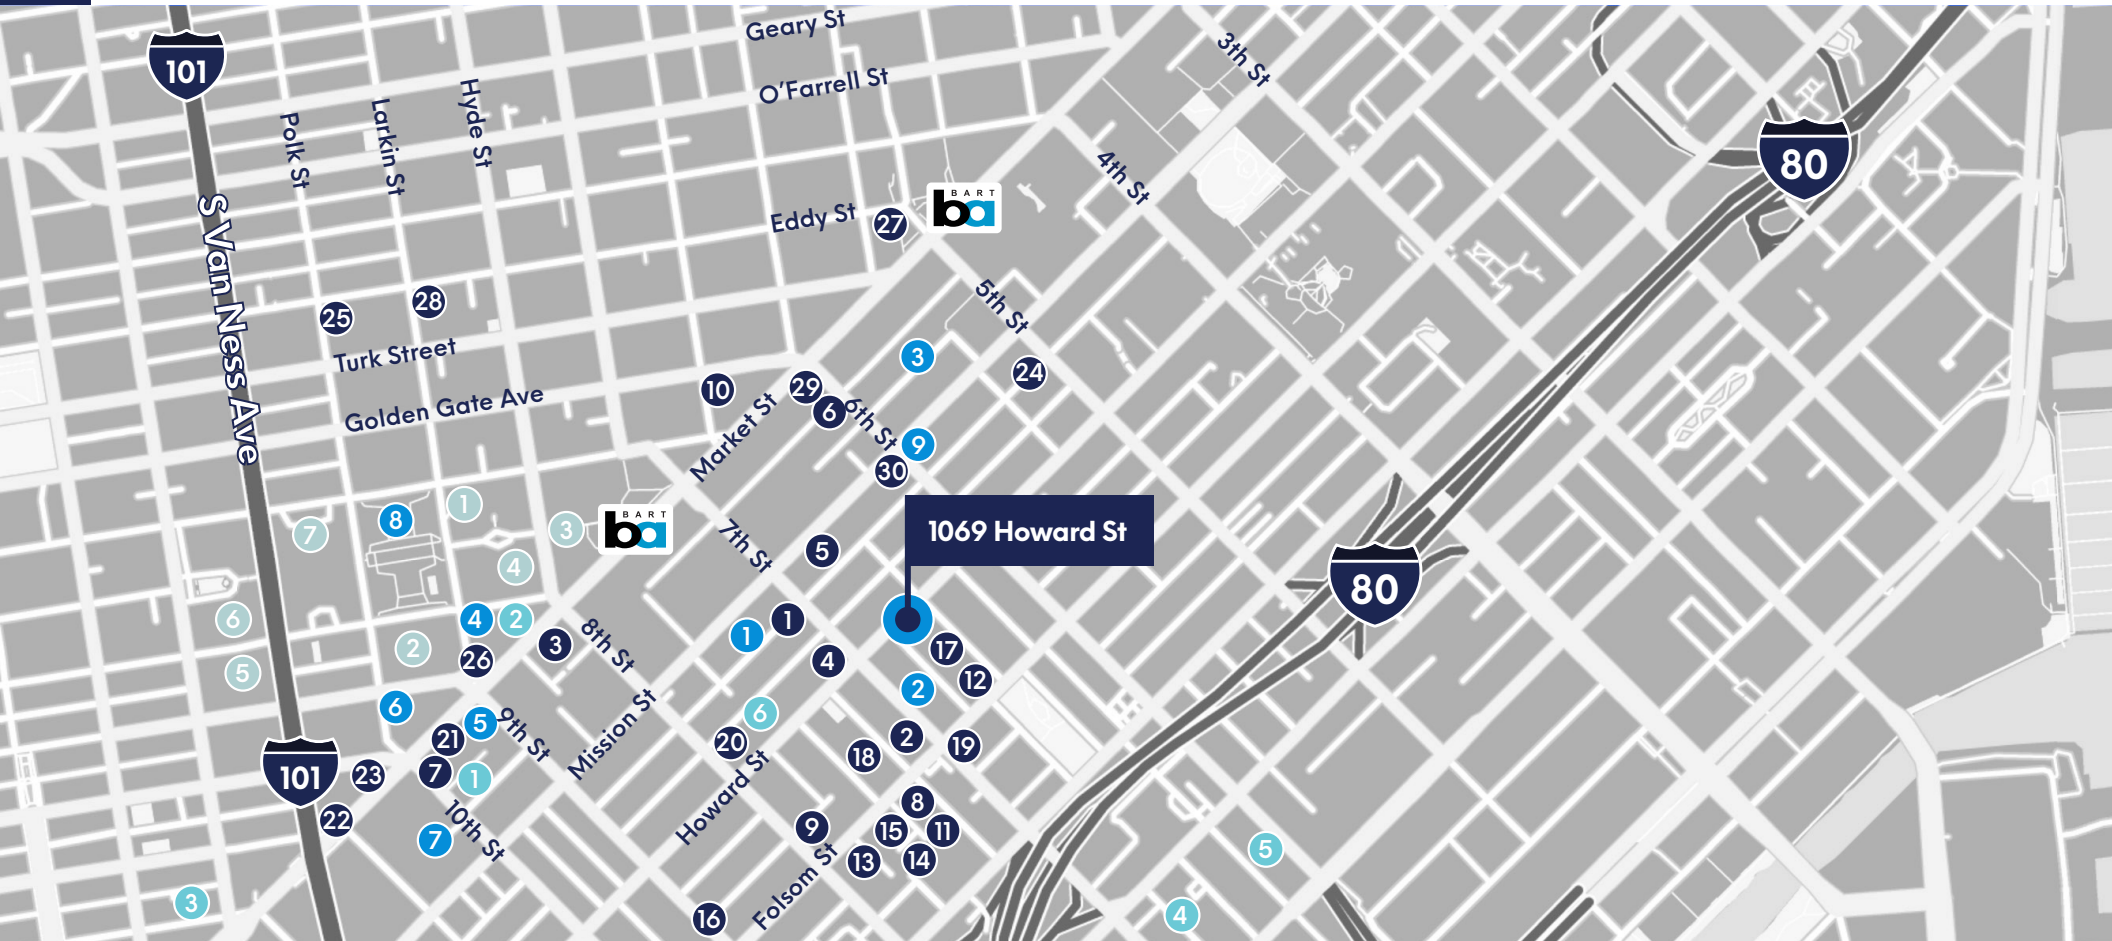 Geary St
3th St
101
O'Farrell St
Hyde St
Larkin St
Polk St
80
4th St
BART
ba
S Van Ness Ave
Eddy St
27
28
25
5th St
Turk Street
3
24
10
29
6
6th St
Golden Gate Ave
Market St
9
30
1
8
7
3
BART
ba
1069 Howard St
7th St
5
4
80
6
4
2
1
1
3
8th St
17
2
26
4
5
12
2
6
6
5
9th St
Mission St
21
20
2
19
18
101
23
7
1
Howard St
22
10th St
8
7
9
15
11
13
14
5
Folsom St
3
16
4